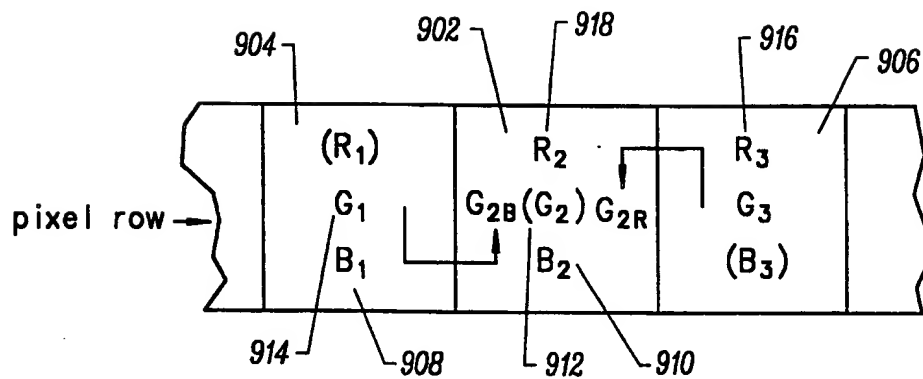 904 902 918 916 906
(R₁) R₂ R₃
pixel row G₁ G₂B (G₂) G₂R G₃
B₁ B₂ (B₃)
914 908 912 910